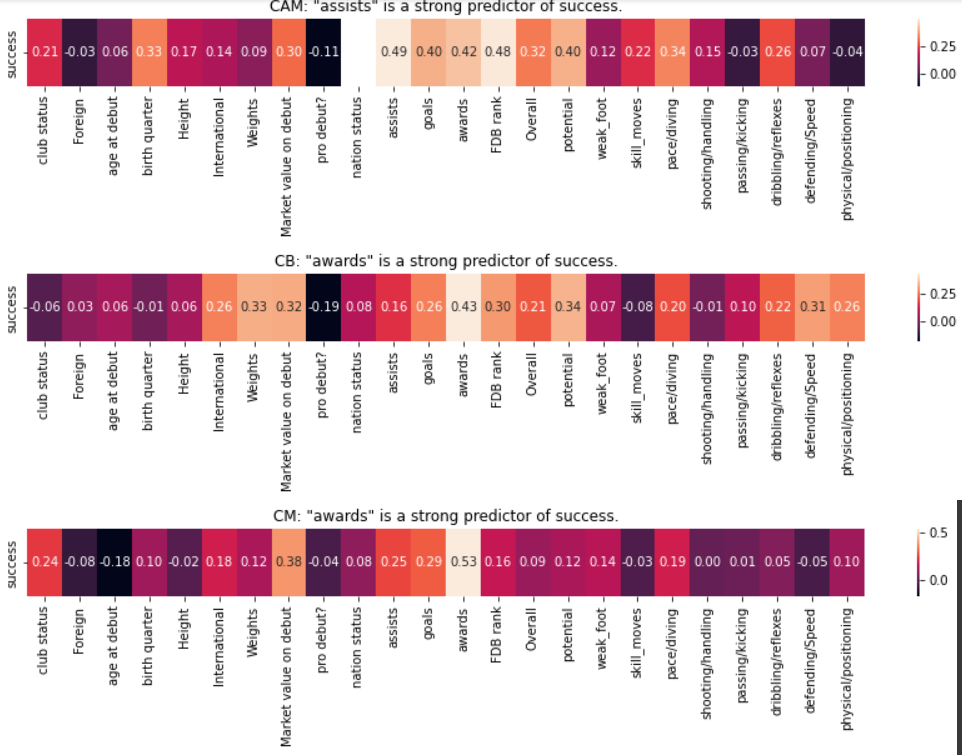 CAM: "assists" is a strong predictor of success.
success
0.21 -0.03 0.06 0.33 0.17 0.14 0.09 0.30 -0.11 0.49 0.40 0.42 0.48 0.32 0.40 0.12 0.22 0.34 0.15 -0.03 0.26 0.07 -0.04
0.25
0.00
club status
Foreign
age at debut
birth quarter
Height
International
Weights
Market value on debut
pro debut?
nation status
assists
goals
awards
FDB rank
Overall
potential
weak_foot
skill_moves
pace/diving
shooting/handling
passing/kicking
dribbling/reflexes
defending/Speed
physical/positioning
CB: "awards" is a strong predictor of success.
success
-0.06 0.03 0.06 -0.01 0.06 0.26 0.33 0.32 -0.19 0.08 0.16 0.26 0.43 0.30 0.21 0.34 0.07 -0.08 0.20 -0.01 0.10 0.22 0.31 0.26
0.25
0.00
club status
Foreign
age at debut
birth quarter
Height
International
Weights
Market value on debut
pro debut?
nation status
assists
goals
awards
FDB rank
Overall
potential
weak_foot
skill_moves
pace/diving
shooting/handling
passing/kicking
dribbling/reflexes
defending/Speed
physical/positioning
CM: "awards" is a strong predictor of success.
success
0.24 -0.08 -0.18 0.10 -0.02 0.18 0.12 0.38 -0.04 0.08 0.25 0.29 0.53 0.16 0.09 0.12 0.14 -0.03 0.19 0.00 0.01 0.05 -0.05 0.10
0.5
0.0
club status
Foreign
age at debut
birth quarter
Height
International
Weights
Market value on debut
pro debut?
nation status
assists
goals
awards
FDB rank
Overall
potential
weak_foot
skill_moves
pace/diving
shooting/handling
passing/kicking
dribbling/reflexes
defending/Speed
physical/positioning